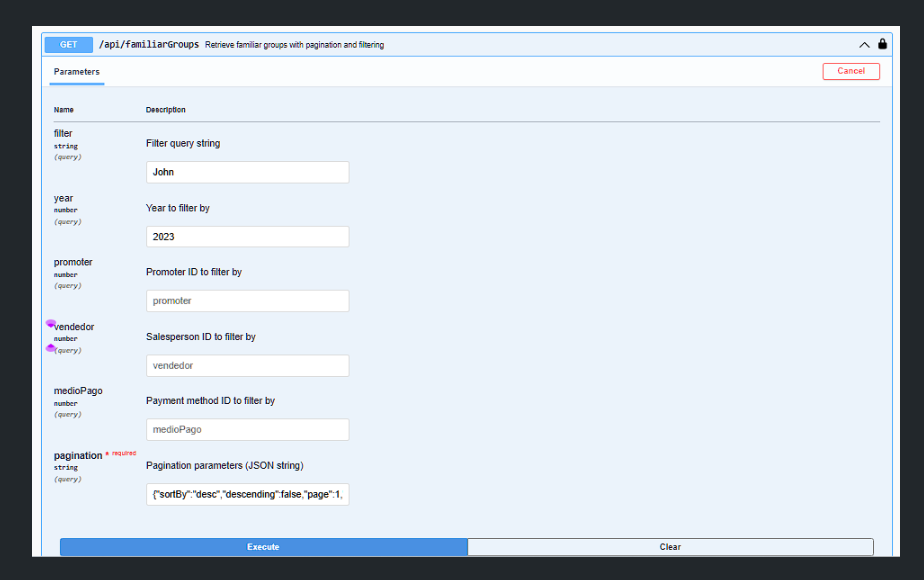 GET /api/familiarGroups Retrieve familiar groups with pagination and filtering
Parameters
Cancel
Name Description
filter
string
(query)
Filter query string
John
year
number
(query)
Year to filter by
2023
promoter
number
(query)
Promoter ID to filter by
promoter
vendedor
number
(query)
Salesperson ID to filter by
vendedor
medioPago
number
(query)
Payment method ID to filter by
medioPago
pagination * required
string
(query)
Pagination parameters (JSON string)
{"sortBy":"desc","descending":false,"page":1,
Execute
Clear